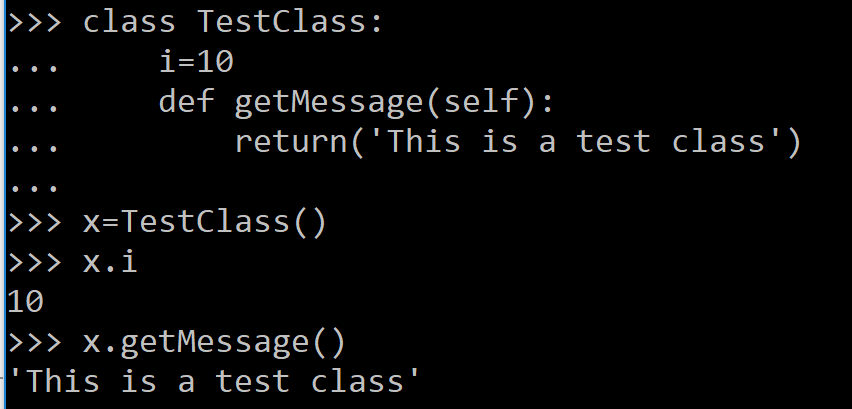 >>> class TestClass:
...     i=10
...     def getMessage(self):
...         return('This is a test class')
...
>>> x=TestClass()
>>> x.i
10
>>> x.getMessage()
'This is a test class'